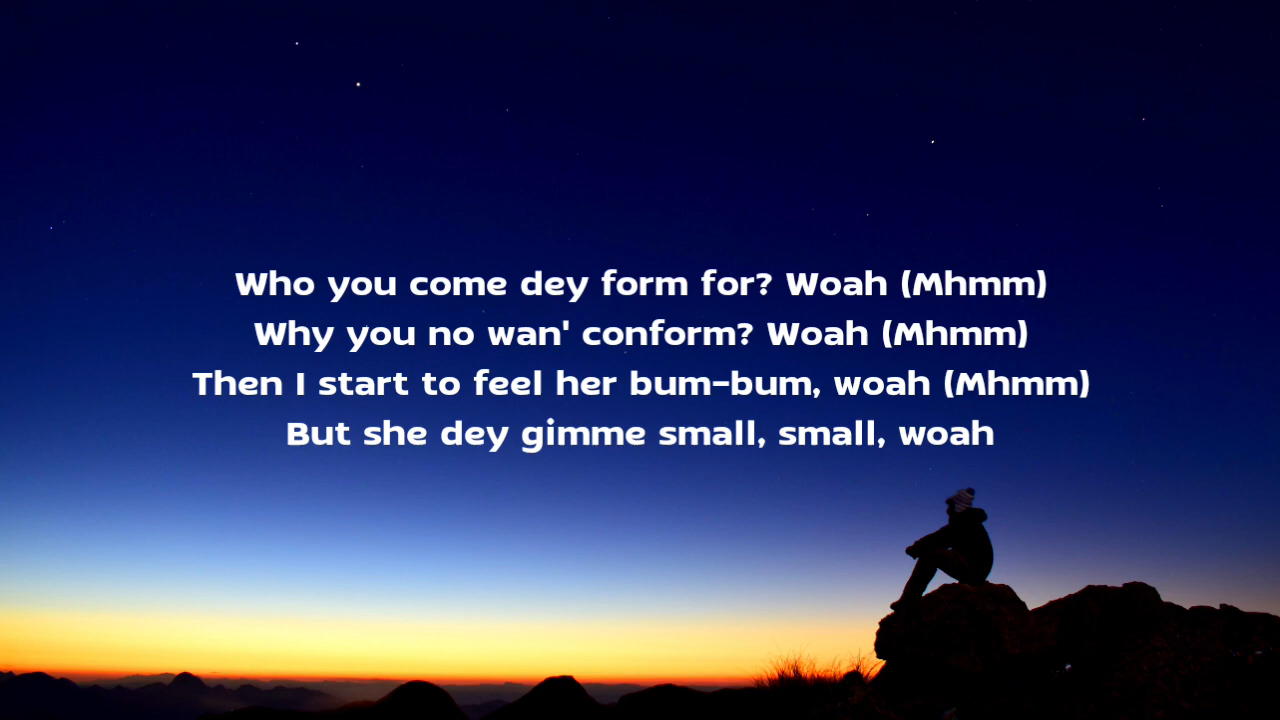 Who you come dey form for? Woah (Mhmm)
Why you no wan' conform? Woah (Mhmm)
Then I start to feel her bum-bum, woah (Mhmm)
But she dey gimme small, small, woah